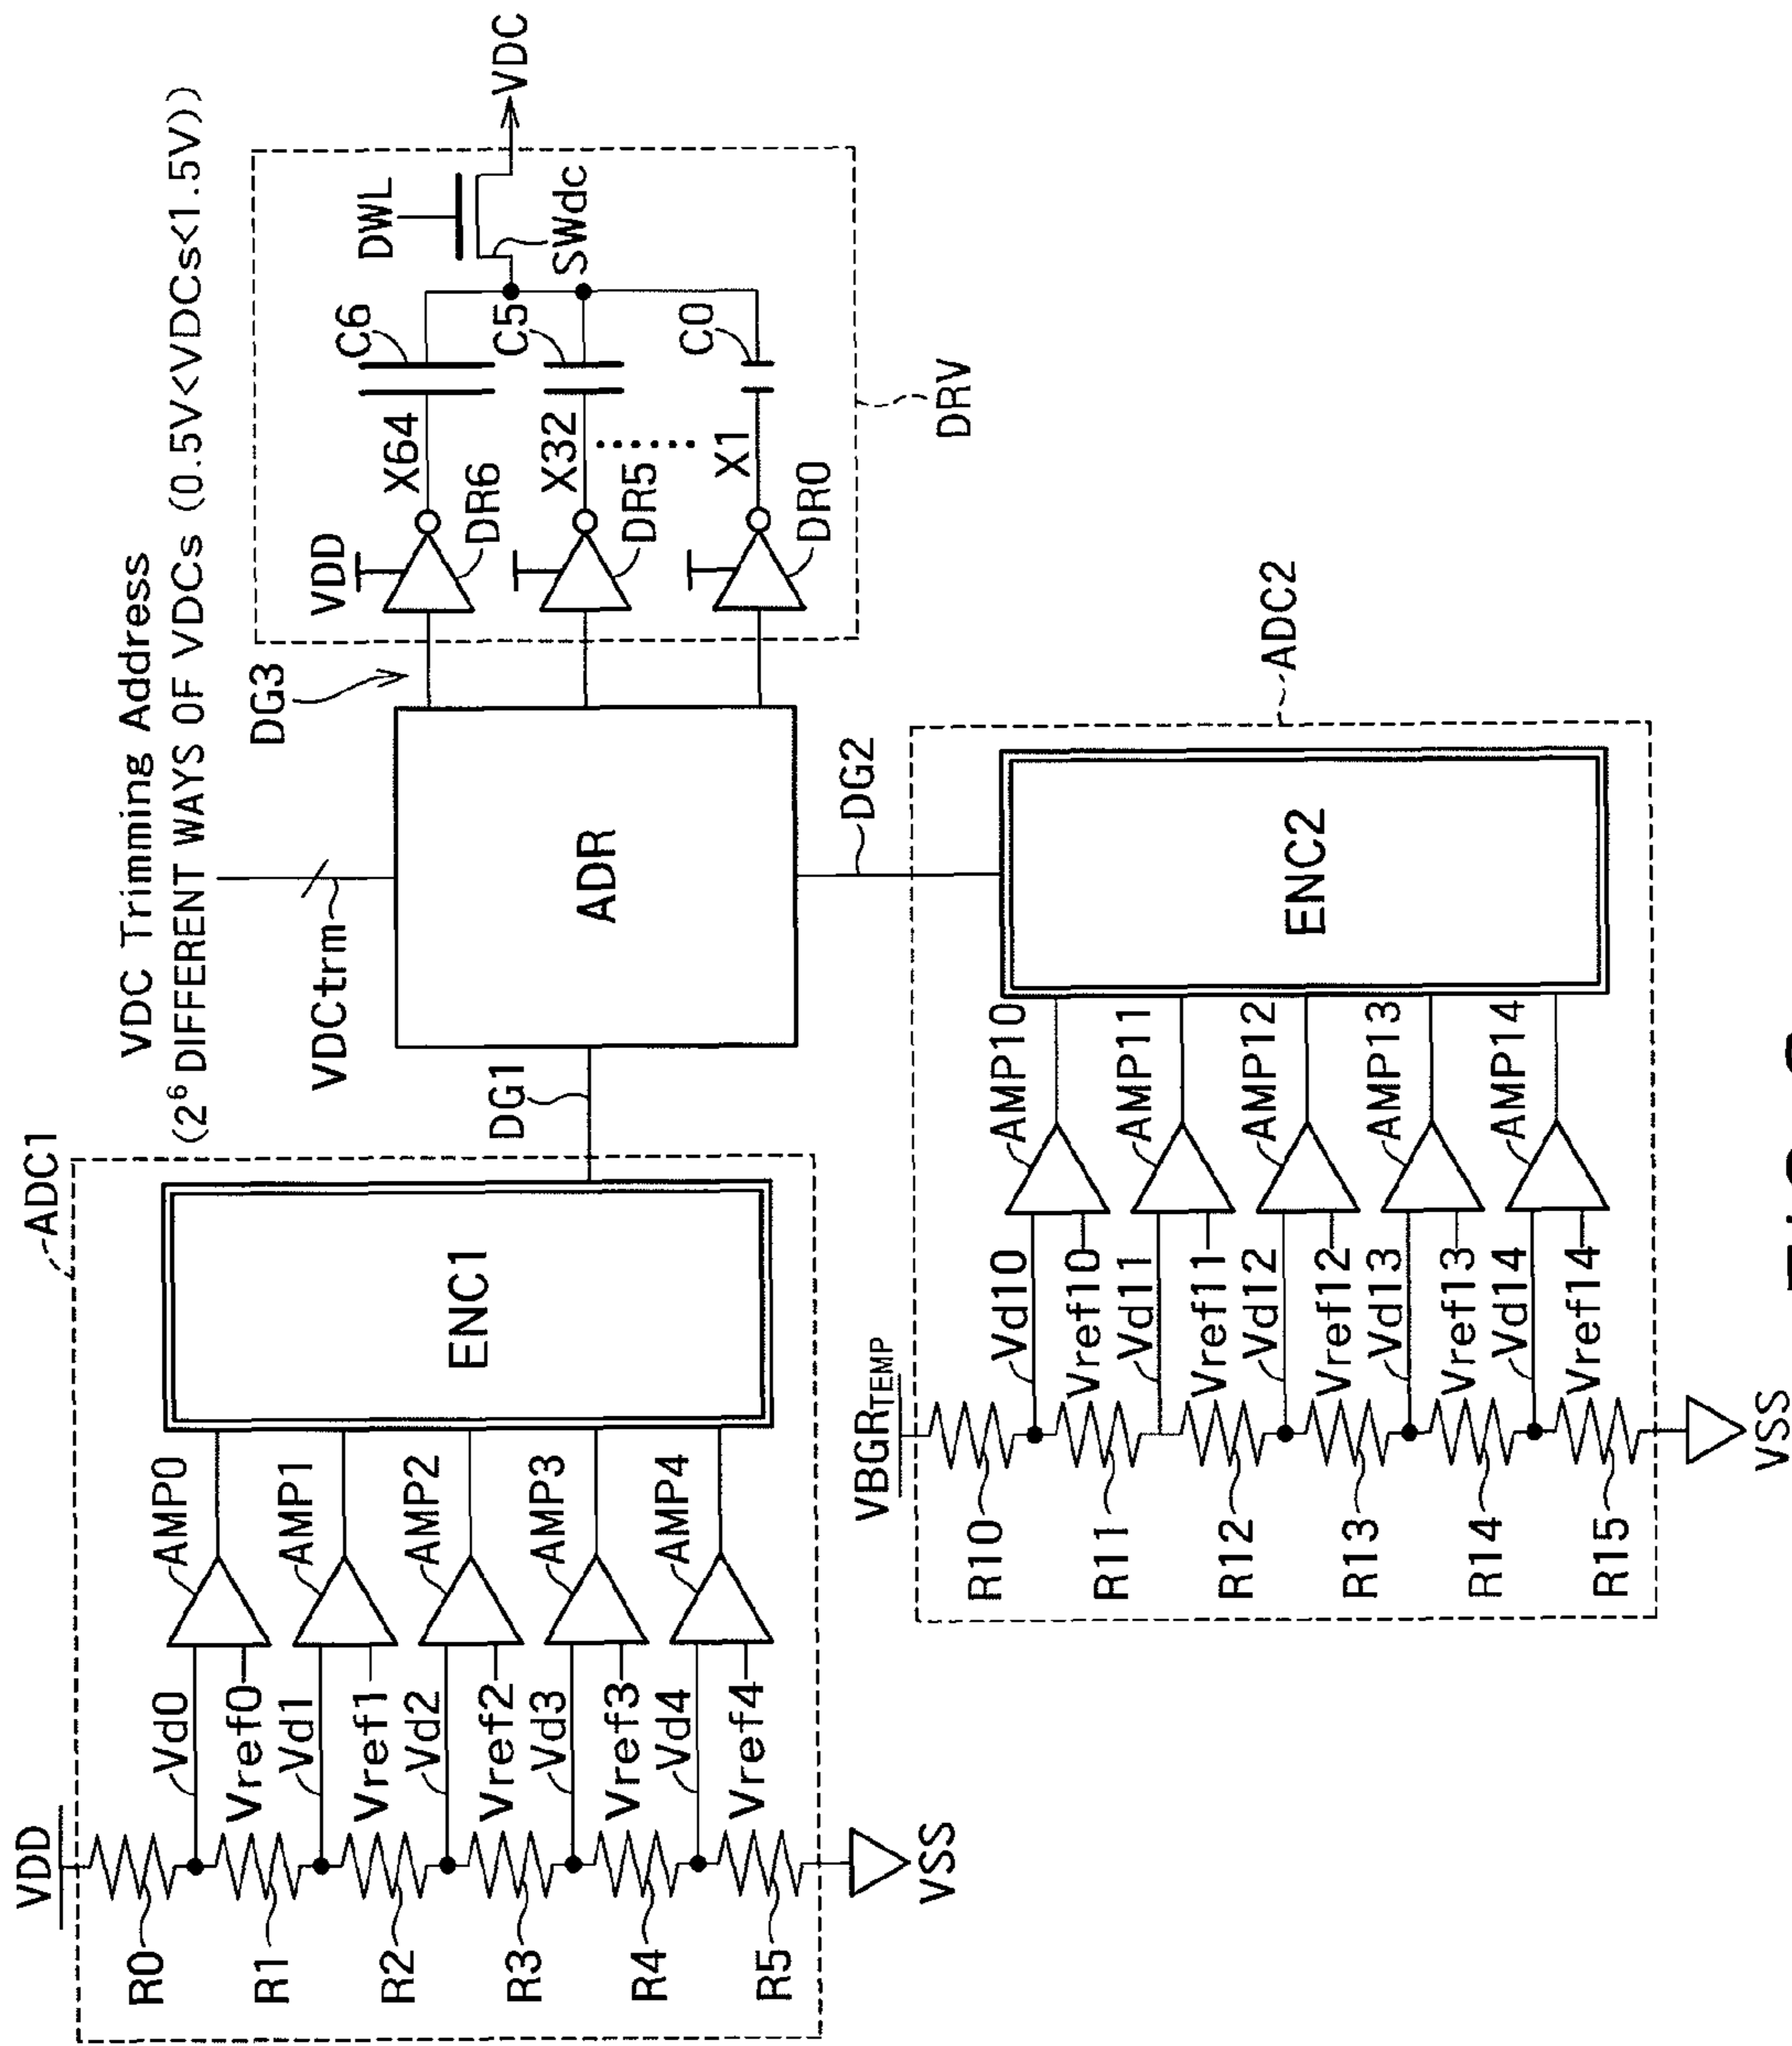 VDC Trimming Address
(2⁶ DIFFERENT WAYS OF VDCs (0.5V<VDCs<1.5V))
ADC1
VDD
R0
R1
R2
R3
R4
R5
VSS
Vd0
Vref0
Vd1
Vref1
Vd2
Vref2
Vd3
Vref3
Vd4
Vref4
AMP0
AMP1
AMP2
AMP3
AMP4
ENC1
DG1
VDCtrm
ADR
DG3
DG2
VDD
DR6
DR5
DR0
X64
X32
X1
C6
C5
C0
DWL
SWdc
VDC
DRV
ADC2
VBGRTEMP
R10
R11
R12
R13
R14
R15
VSS
Vd10
Vref10
Vd11
Vref11
Vd12
Vref12
Vd13
Vref13
Vd14
Vref14
AMP10
AMP11
AMP12
AMP13
AMP14
ENC2